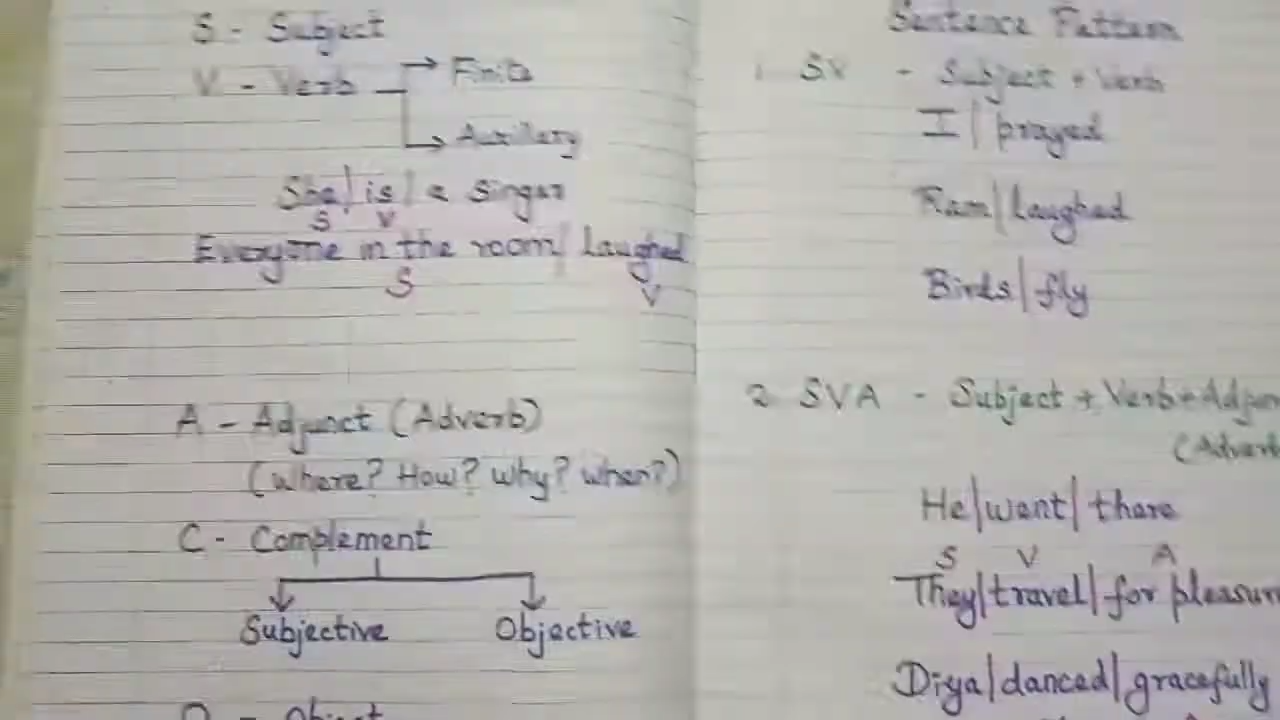 S - Subject
V - Verb
Finite
Auxillary
She | is | a singer
S V
Everyone in the room | laughed
S V
A - Adjunct (Adverb)
(where? How? why? when?)
C - Complement
Subjective Objective
O - Object
Sentence Pattern
1. SV - Subject + Verb
I | prayed
Ram | laughed
Birds | fly
2 SVA - Subject + Verb + Adjun
(Adverb
He | went | there
S V A
They | travel | for pleasur
Diya | danced | gracefully